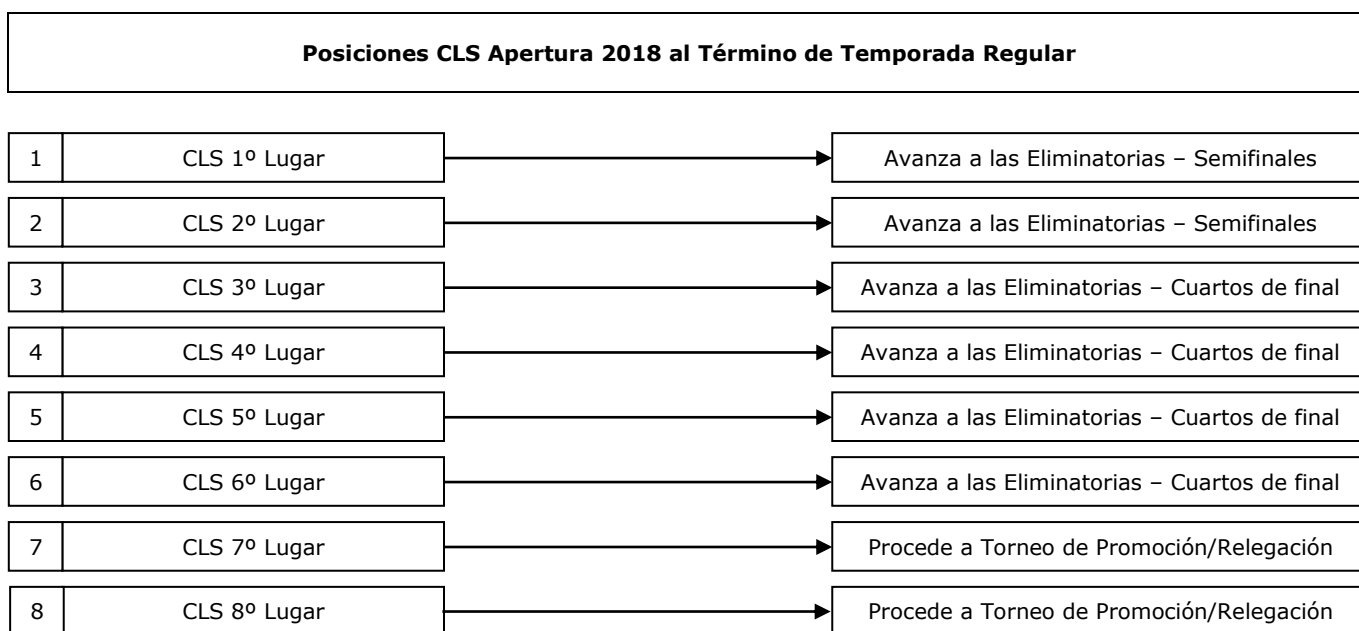 Posiciones CLS Apertura 2018 al Término de Temporada Regular
1 CLS 1º Lugar Avanza a las Eliminatorias – Semifinales
2 CLS 2º Lugar Avanza a las Eliminatorias – Semifinales
3 CLS 3º Lugar Avanza a las Eliminatorias – Cuartos de final
4 CLS 4º Lugar Avanza a las Eliminatorias – Cuartos de final
5 CLS 5º Lugar Avanza a las Eliminatorias – Cuartos de final
6 CLS 6º Lugar Avanza a las Eliminatorias – Cuartos de final
7 CLS 7º Lugar Procede a Torneo de Promoción/Relegación
8 CLS 8º Lugar Procede a Torneo de Promoción/Relegación